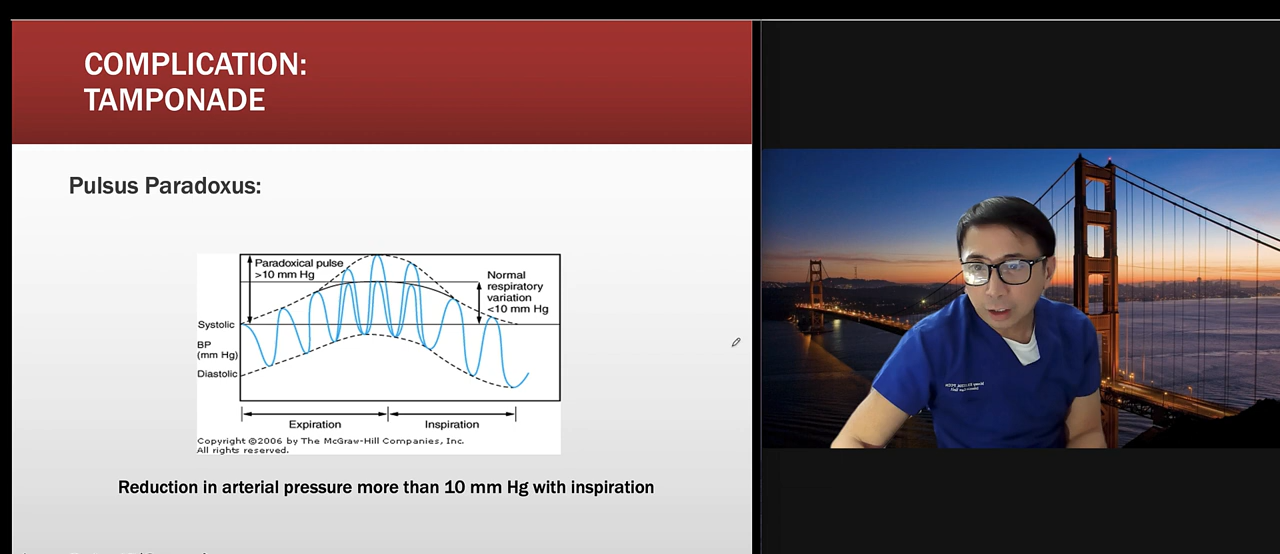 COMPLICATION:
TAMPONADE
Pulsus Paradoxus:
Paradoxical pulse
>10 mm Hg
Normal
respiratory
variation
<10 mm Hg
Systolic
BP
(mm Hg)
Diastolic
Expiration
Inspiration
Copyright ©2006 by The McGraw-Hill Companies, Inc.
All rights reserved.
Reduction in arterial pressure more than 10 mm Hg with inspiration